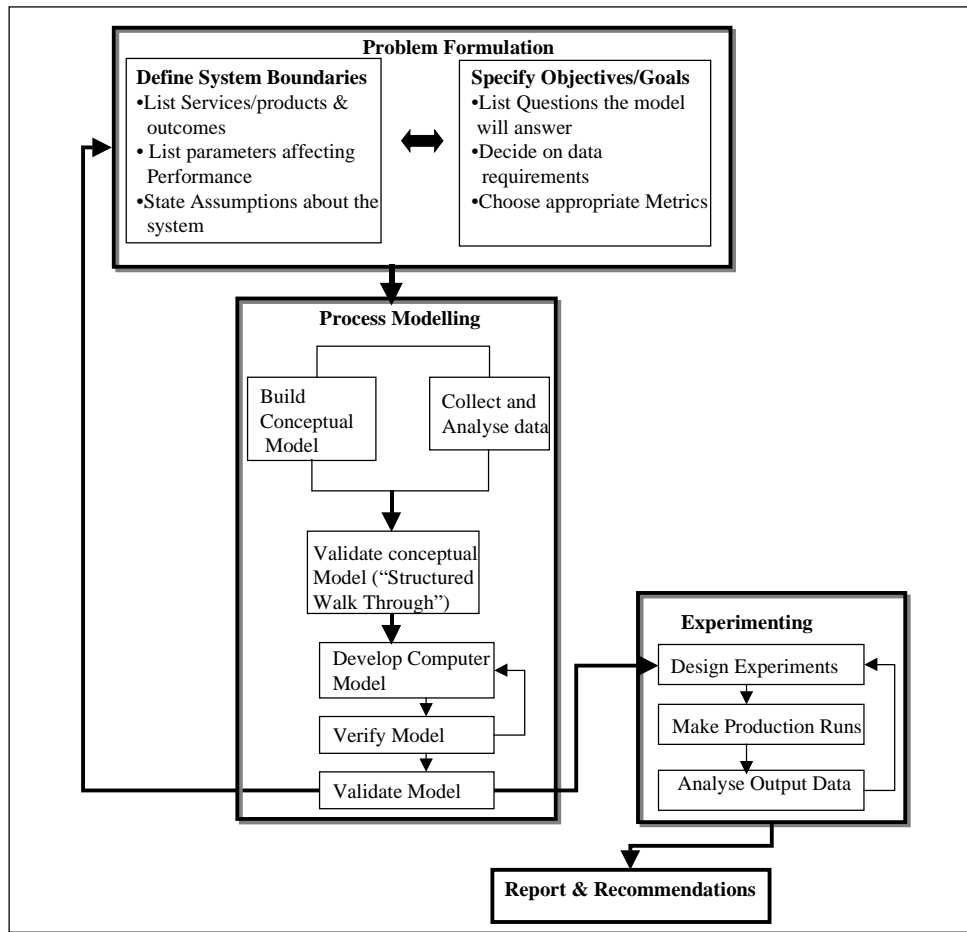 Problem Formulation
Define System Boundaries
•List Services/products &
outcomes
• List parameters affecting
Performance
•State Assumptions about the
system
Specify Objectives/Goals
•List Questions the model
will answer
•Decide on data
requirements
•Choose appropriate Metrics
Process Modelling
Build
Conceptual
Model
Collect and
Analyse data
Validate conceptual
Model (“Structured
Walk Through”)
Develop Computer
Model
Verify Model
Validate Model
Experimenting
Design Experiments
Make Production Runs
Analyse Output Data
Report & Recommendations